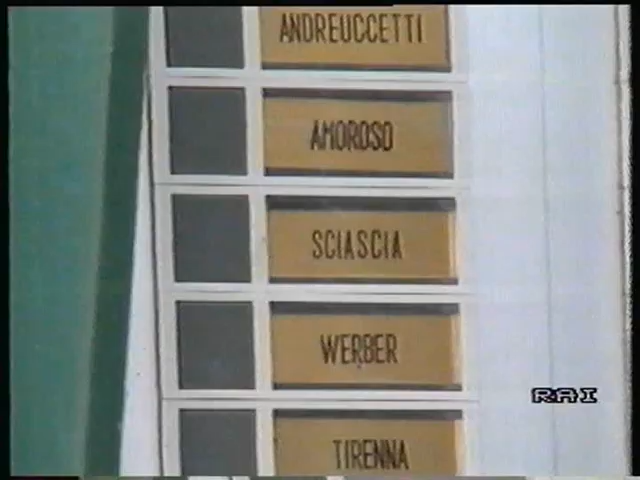 ANDREUCCETTI
AMOROSO
SCIASCIA
WERBER
RAI
TIRENNA